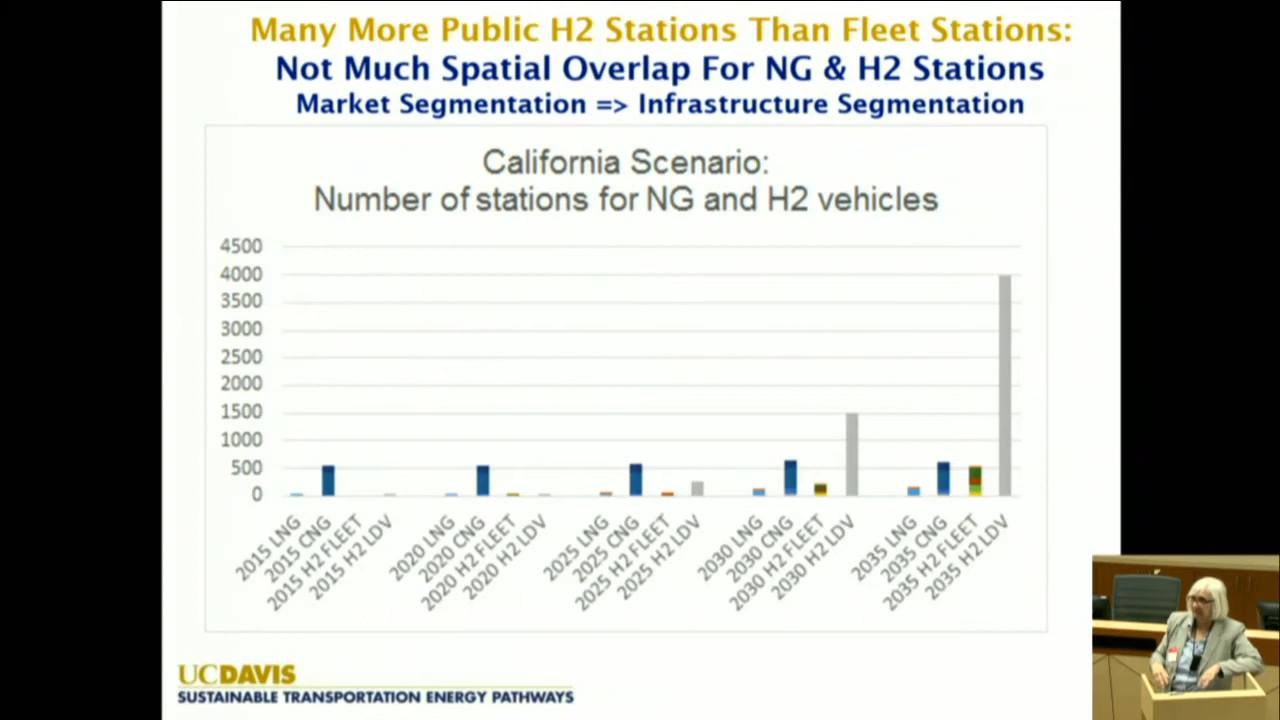 Many More Public H2 Stations Than Fleet Stations:
Not Much Spatial Overlap For NG & H2 Stations
Market Segmentation => Infrastructure Segmentation
California Scenario:
Number of stations for NG and H2 vehicles
4500
4000
3500
3000
2500
2000
1500
1000
500
0
2015 LNG
2015 CNG
2015 H2 FLEET
2015 H2 LDV
2020 LNG
2020 CNG
2020 H2 FLEET
2020 H2 LDV
2025 LNG
2025 CNG
2025 H2 FLEET
2025 H2 LDV
2030 LNG
2030 CNG
2030 H2 FLEET
2030 H2 LDV
2035 LNG
2035 CNG
2035 H2 FLEET
2035 H2 LDV
UCDAVIS
SUSTAINABLE TRANSPORTATION ENERGY PATHWAYS